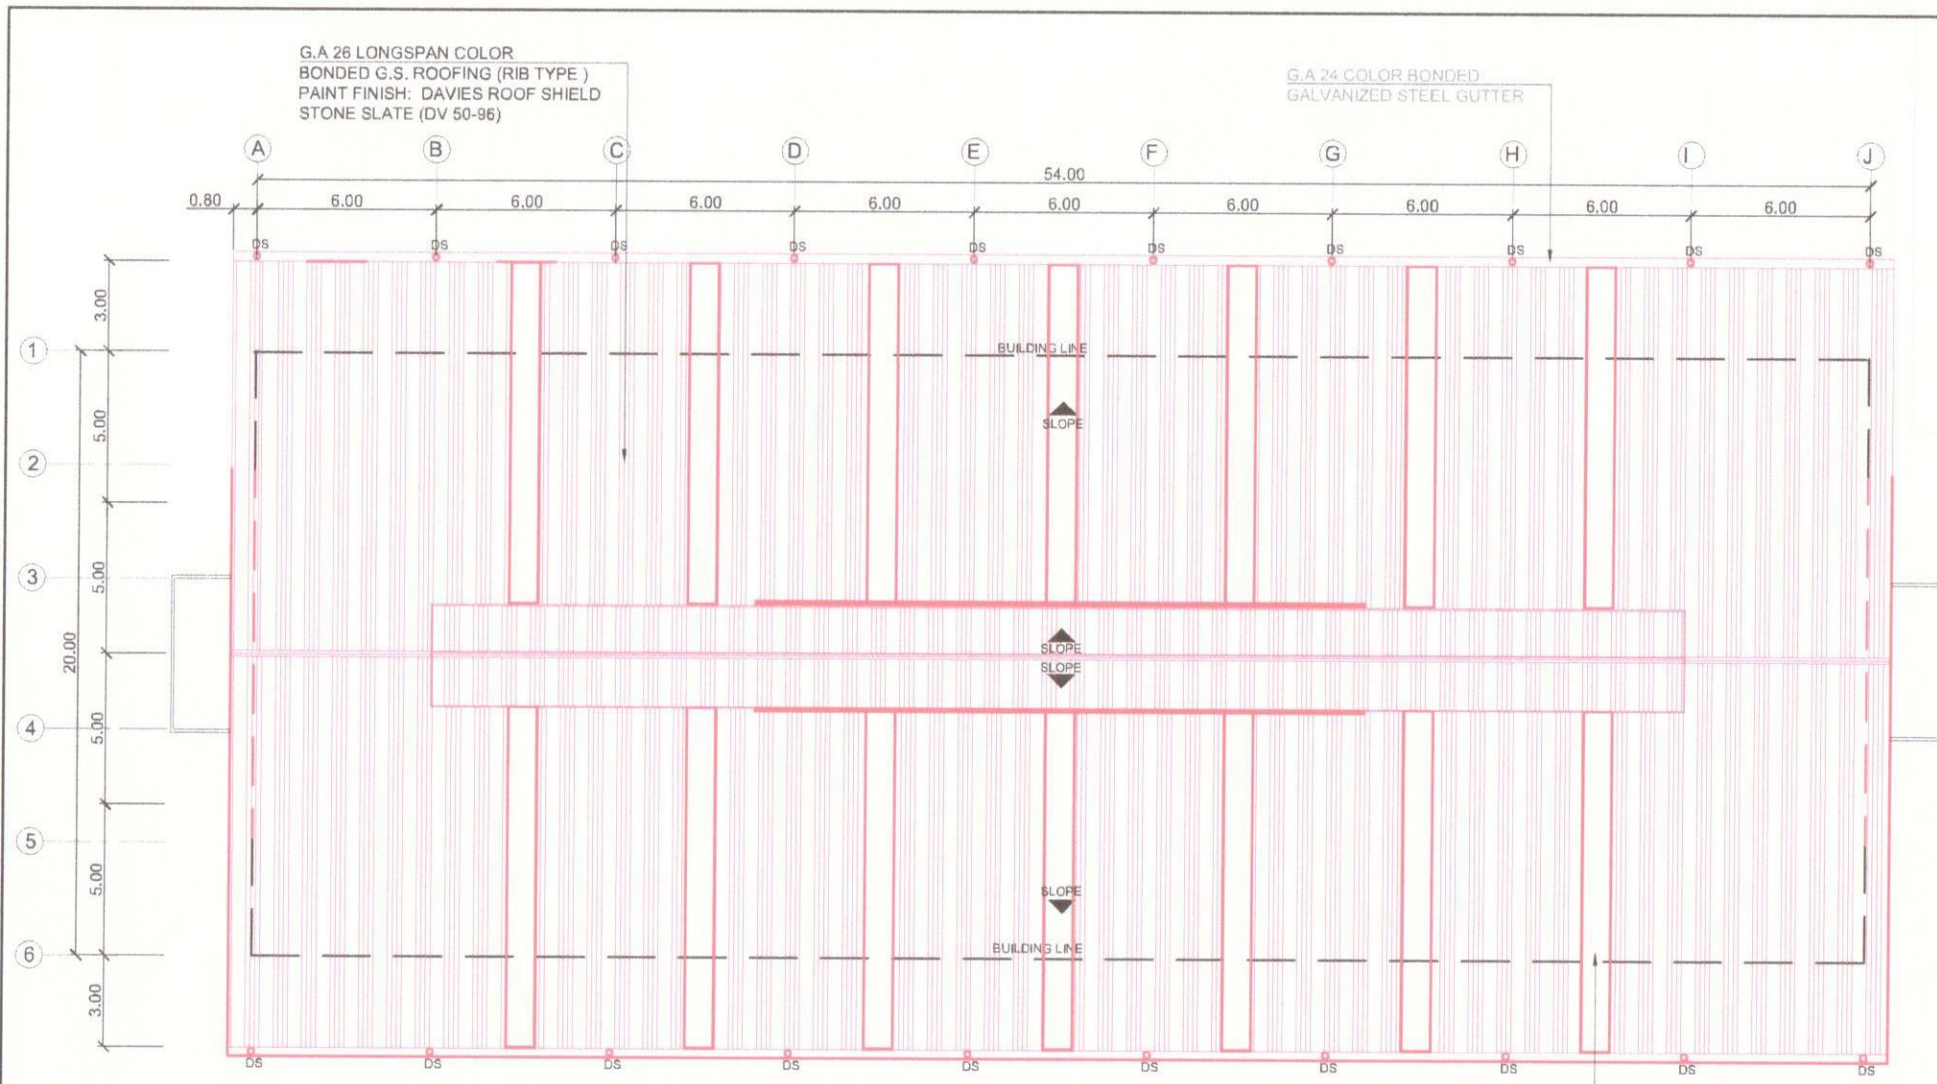 G.A 26 LONGSPAN COLOR
BONDED G.S. ROOFING (RIB TYPE )
PAINT FINISH: DAVIES ROOF SHIELD
STONE SLATE (DV 50-96)
G.A 24 COLOR BONDED
GALVANIZED STEEL GUTTER
A B C D E F G H I J
54.00
0.80 6.00 6.00 6.00 6.00 6.00 6.00 6.00 6.00 6.00
DS DS DS DS DS DS DS DS DS DS
3.00
1
BUILDING LINE
5.00
SLOPE
2
3
5.00
20.00
SLOPE
SLOPE
4
5.00
5
5.00
SLOPE
6
BUILDING LINE
3.00
DS DS DS DS DS DS DS DS DS DS